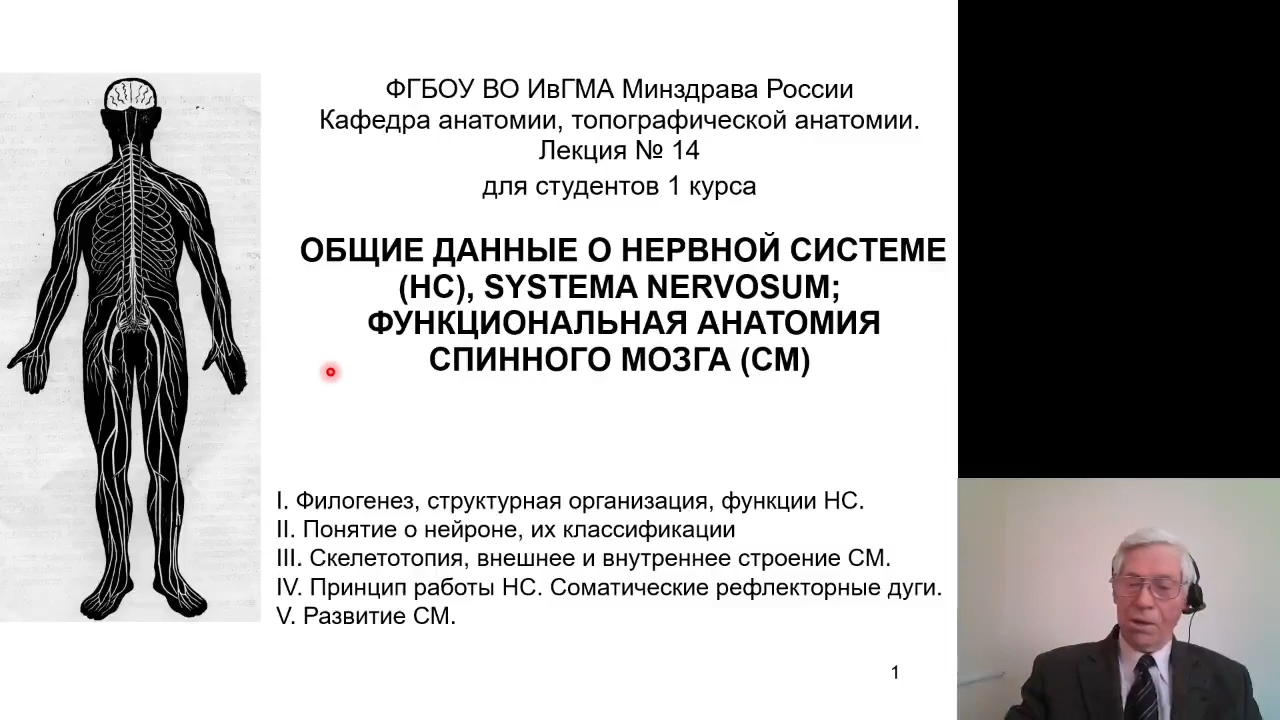 ФГБОУ ВО ИвГМА Минздрава России
Кафедра анатомии, топографической анатомии.
Лекция № 14
для студентов 1 курса
ОБЩИЕ ДАННЫЕ О НЕРВНОЙ СИСТЕМЕ
(НС), SYSTEMA NERVOSUM;
ФУНКЦИОНАЛЬНАЯ АНАТОМИЯ
СПИННОГО МОЗГА (СМ)
I. Филогенез, структурная организация, функции НС.
II. Понятие о нейроне, их классификации
III. Скелетотопия, внешнее и внутреннее строение СМ.
IV. Принцип работы НС. Соматические рефлекторные дуги.
V. Развитие СМ.
1